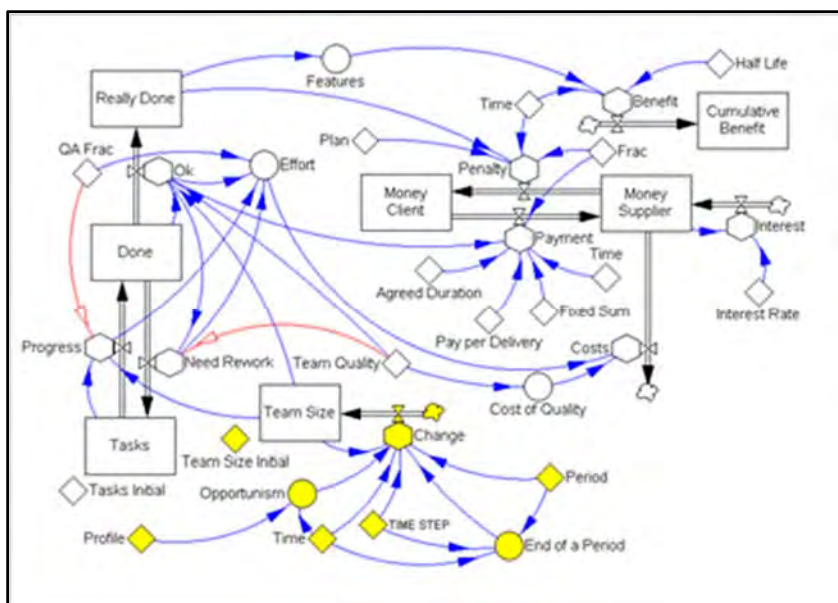 Features
Half Life
Really Done
Time
Benefit
Cumulative
Benefit
Plan
QA Frac
Ok
Effort
Penalty
Frac
Money
Client
Money
Supplier
Payment
Interest
Done
Time
Agreed Duration
Fixed Sum
Interest Rate
Pay per Delivery
Progress
Need Rework
Team Quality
Costs
Cost of Quality
Team Size
Change
Tasks
Team Size Initial
Tasks Initial
Opportunism
Period
Profile
Time
TIME STEP
End of a Period